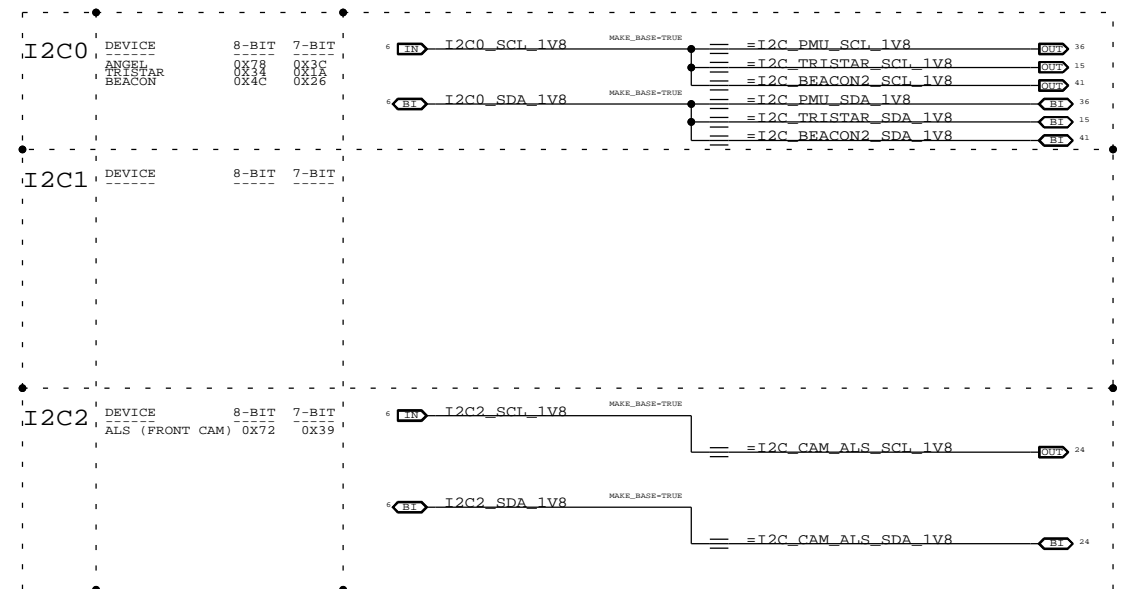 I2C0
DEVICE 8-BIT 7-BIT
------ ----- -----
ANGEL 0X78 0X3C
TRISTAR 0X34 0X1A
BEACON 0X4C 0X26
6 IN I2C0_SCL_1V8 MAKE_BASE=TRUE =I2C_PMU_SCL_1V8 OUT 36
=I2C_TRISTAR_SCL_1V8 OUT 15
=I2C_BEACON2_SCL_1V8 OUT 41
6 BI I2C0_SDA_1V8 MAKE_BASE=TRUE =I2C_PMU_SDA_1V8 BI 36
=I2C_TRISTAR_SDA_1V8 BI 15
=I2C_BEACON2_SDA_1V8 BI 41
I2C1
DEVICE 8-BIT 7-BIT
------ ----- -----
I2C2
DEVICE 8-BIT 7-BIT
------ ----- -----
ALS (FRONT CAM) 0X72 0X39
6 IN I2C2_SCL_1V8 MAKE_BASE=TRUE
=I2C_CAM_ALS_SCL_1V8 OUT 24
6 BI I2C2_SDA_1V8 MAKE_BASE=TRUE
=I2C_CAM_ALS_SDA_1V8 BI 24